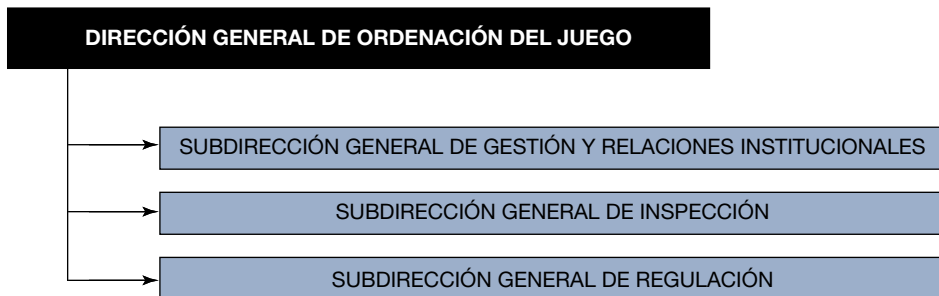 DIRECCIÓN GENERAL DE ORDENACIÓN DEL JUEGO
SUBDIRECCIÓN GENERAL DE GESTIÓN Y RELACIONES INSTITUCIONALES
SUBDIRECCIÓN GENERAL DE INSPECCIÓN
SUBDIRECCIÓN GENERAL DE REGULACIÓN